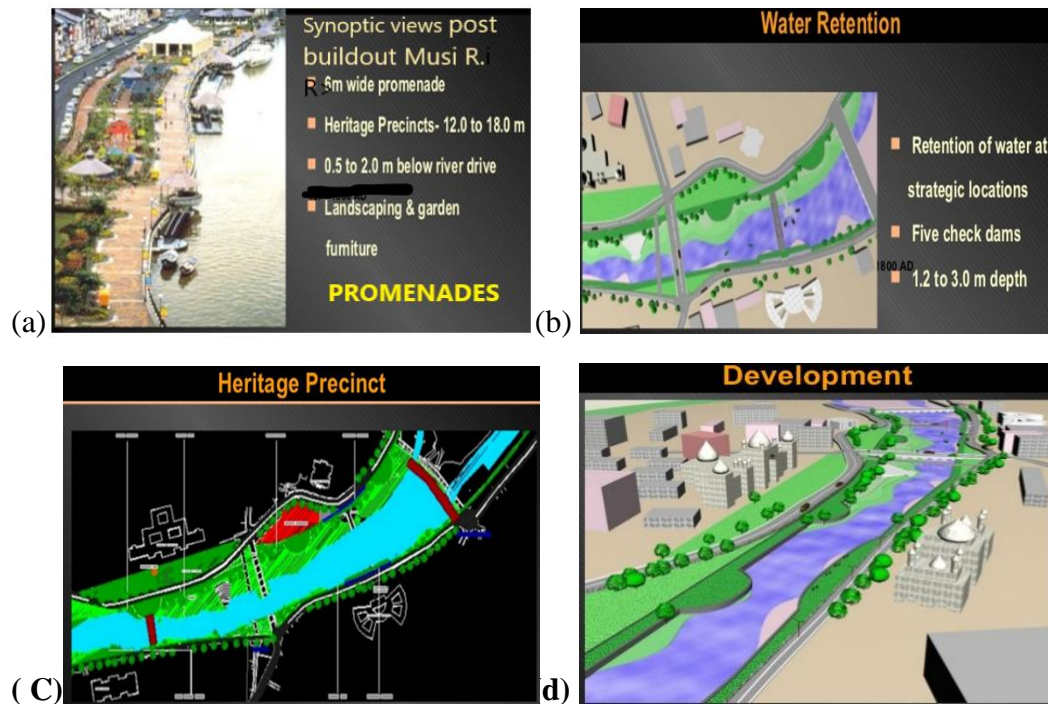 Synoptic views post
buildout Musi R.i
R>
6m wide promenade
Heritage Precincts- 12.0 to 18.0 m
0.5 to 2.0 m below river drive
Landscaping & garden
furniture
PROMENADES
(a)
Water Retention
Retention of water at
strategic locations
Five check dams
1800 AD
1.2 to 3.0 m depth
(b)
Heritage Precinct
( C)
Development
d)